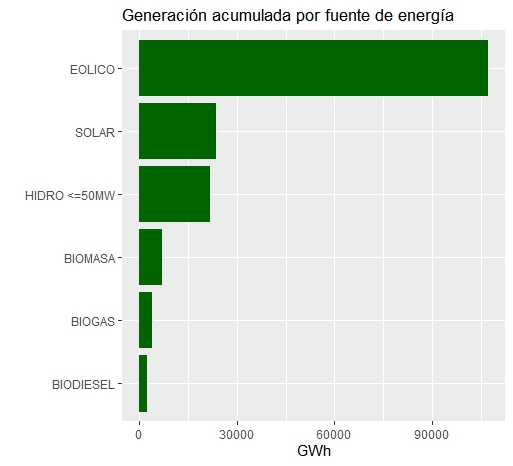 Generación acumulada por fuente de energía
EOLICO
SOLAR
HIDRO <=50MW
BIOMASA
BIOGAS
BIODIESEL
0 30000 60000 90000
GWh